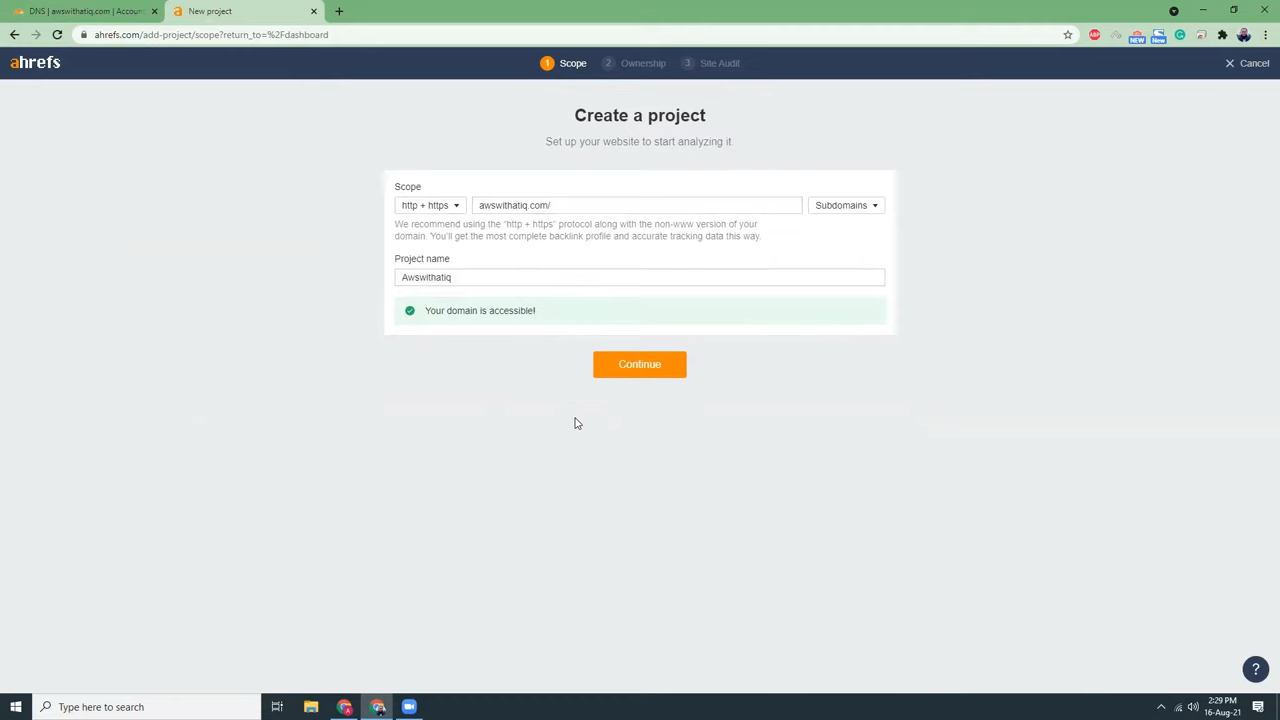 DNS | awswithatiq.com | Accoun
New project
ahrefs.com/add-project/scope?return_to=%2Fdashboard
ABP
NEW
New
ahrefs
1 Scope
2 Ownership
3 Site Audit
Cancel
Create a project
Set up your website to start analyzing it
Scope
http + https
awswithatiq.com/
Subdomains
We recommend using the "http + https" protocol along with the non-www version of your
domain. You'll get the most complete backlink profile and accurate tracking data this way.
Project name
Awswithatiq
Your domain is accessible!
Continue
?
Type here to search
2:29 PM
16-Aug-21